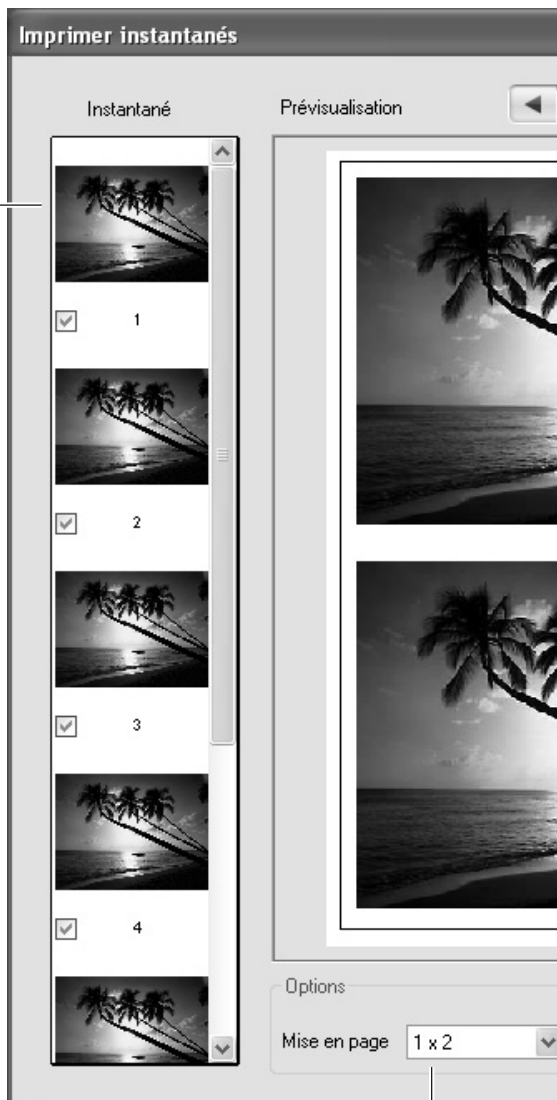 Imprimer instantanés
Instantané
Prévisualisation
1
2
3
4
Options
Mise en page 1 x 2